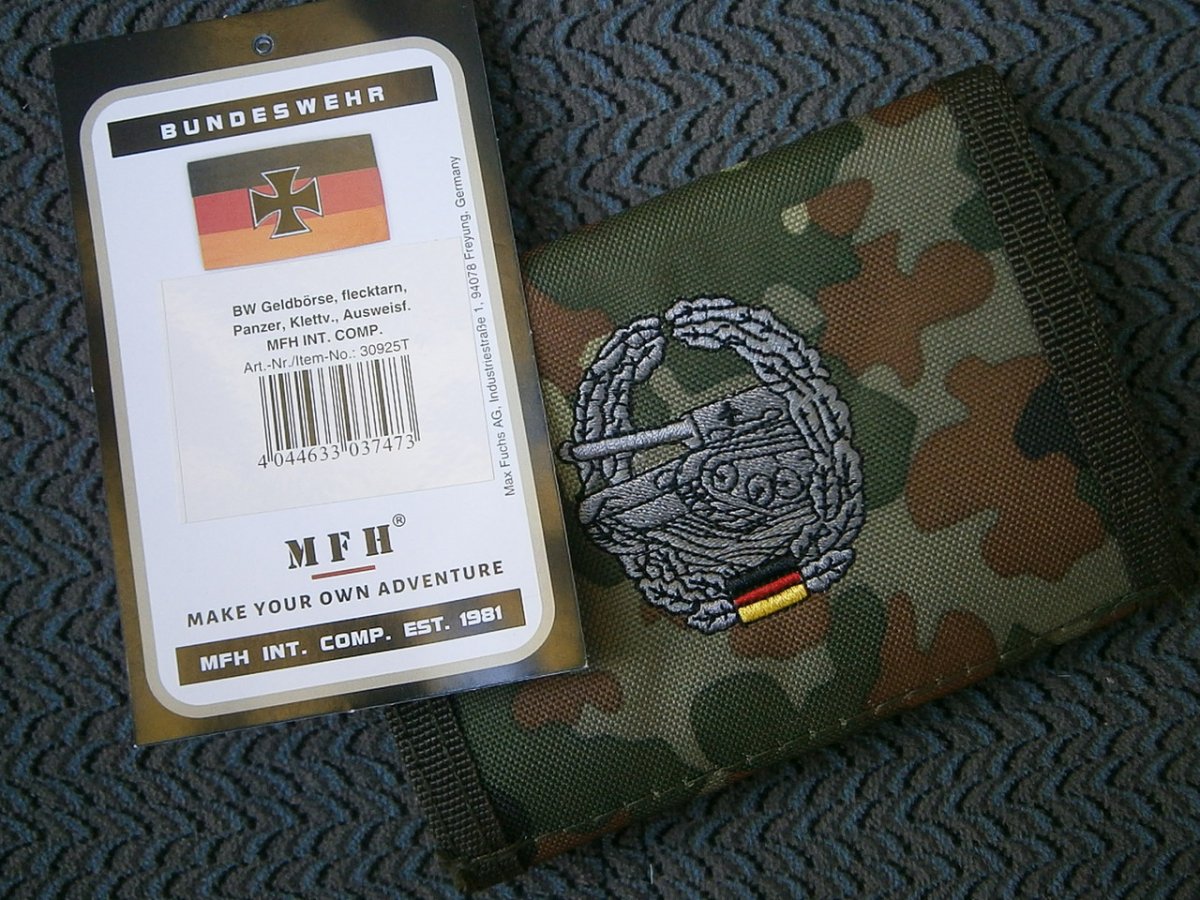 BUNDESWEHR
BW Geldbörse, flecktarn,
Panzer, Klettv., Ausweisf.
MFH INT. COMP.
Art.-Nr./Item-No.: 30925T
4 044633 037473
Max Fuchs AG, Industriestraße 1, 94078 Freyung, Germany
MFH®
MAKE YOUR OWN ADVENTURE
MFH INT. COMP. EST. 1981